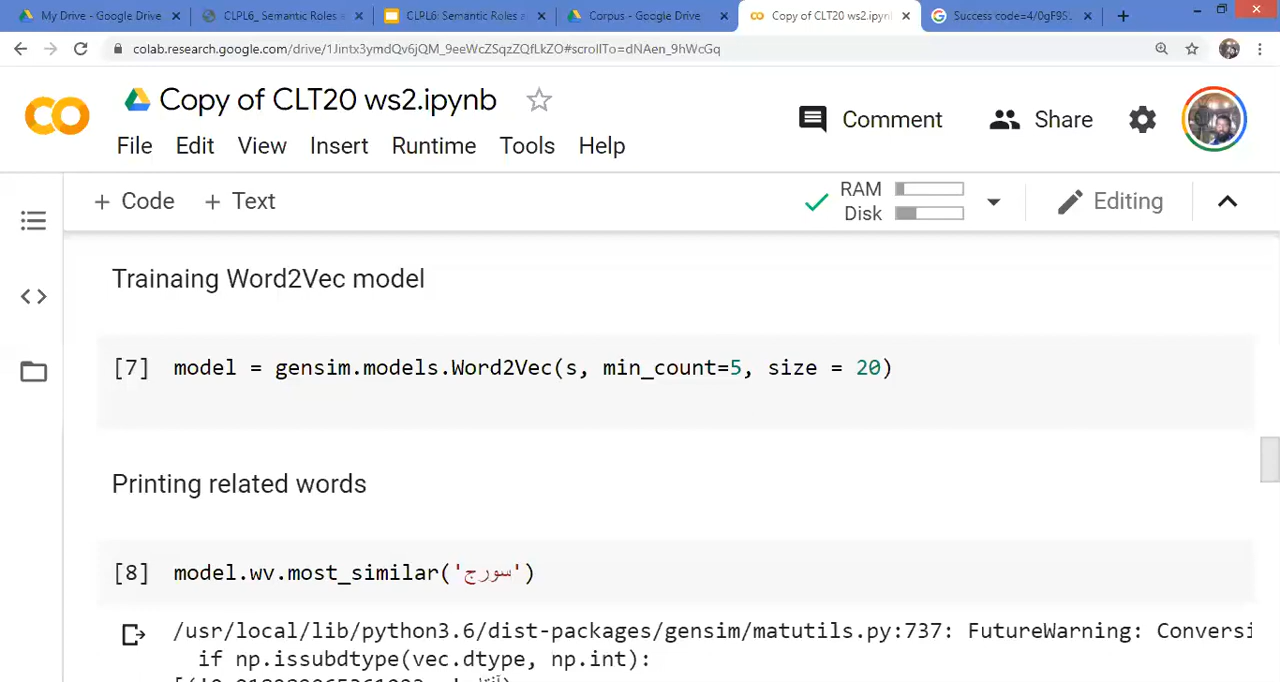 My Drive - Google Drive
CLPL6_ Semantic Roles a
CLPL6: Semantic Roles a
Corpus - Google Drive
Copy of CLT20 ws2.ipynb
Success code=4/0gF9S
colab.research.google.com/drive/1Jintx3ymdQv6jQM_9eeWcZSqzZQfLkZO#scrollTo=dNAen_9hWcGq
CO
Copy of CLT20 ws2.ipynb
Comment
Share
File Edit View Insert Runtime Tools Help
+ Code + Text
RAM
Disk
Editing
Trainaing Word2Vec model
[7] model = gensim.models.Word2Vec(s, min_count=5, size = 20)
Printing related words
[8] model.wv.most_similar('سورج')
/usr/local/lib/python3.6/dist-packages/gensim/matutils.py:737: FutureWarning: Conversi
if np.issubdtype(vec.dtype, np.int):